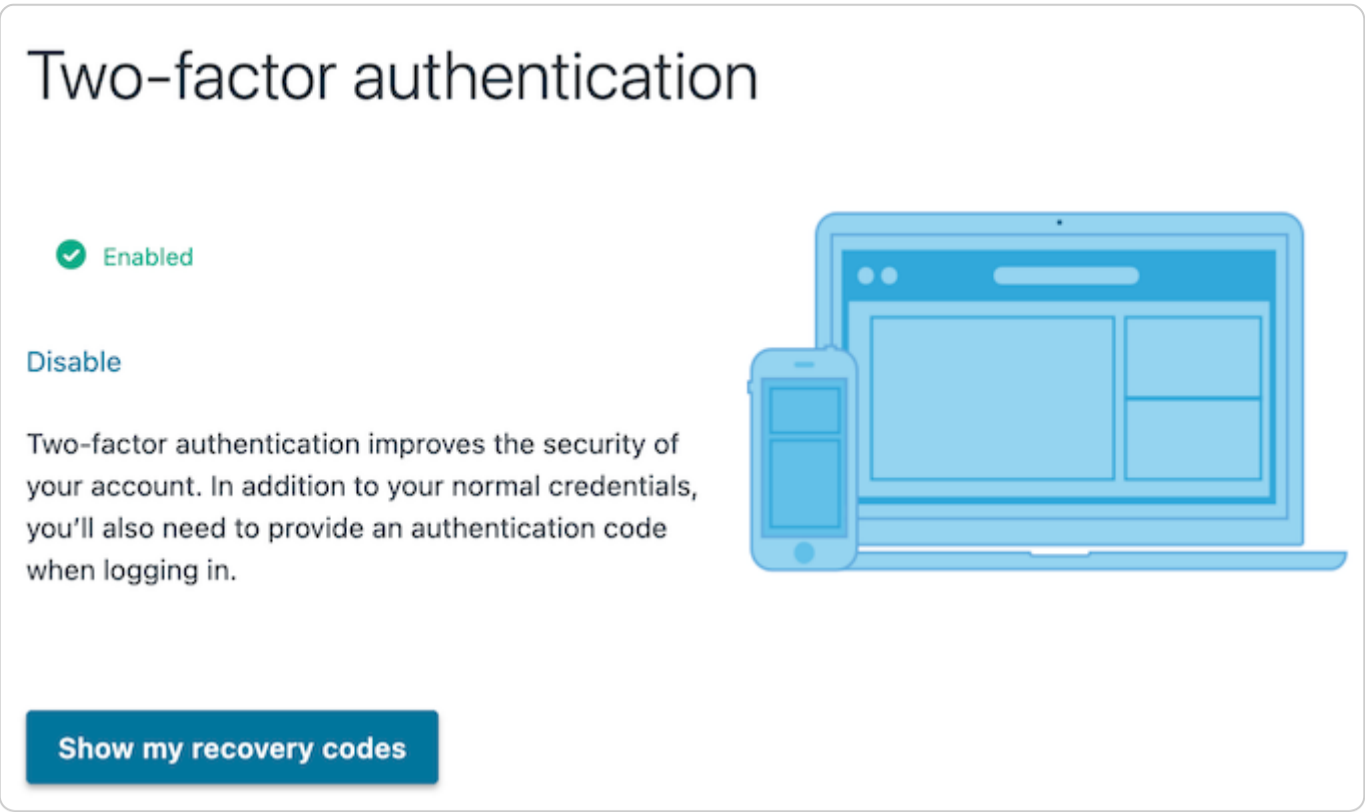 Two-factor authentication
Enabled
Disable
Two-factor authentication improves the security of
your account. In addition to your normal credentials,
you’ll also need to provide an authentication code
when logging in.
Show my recovery codes